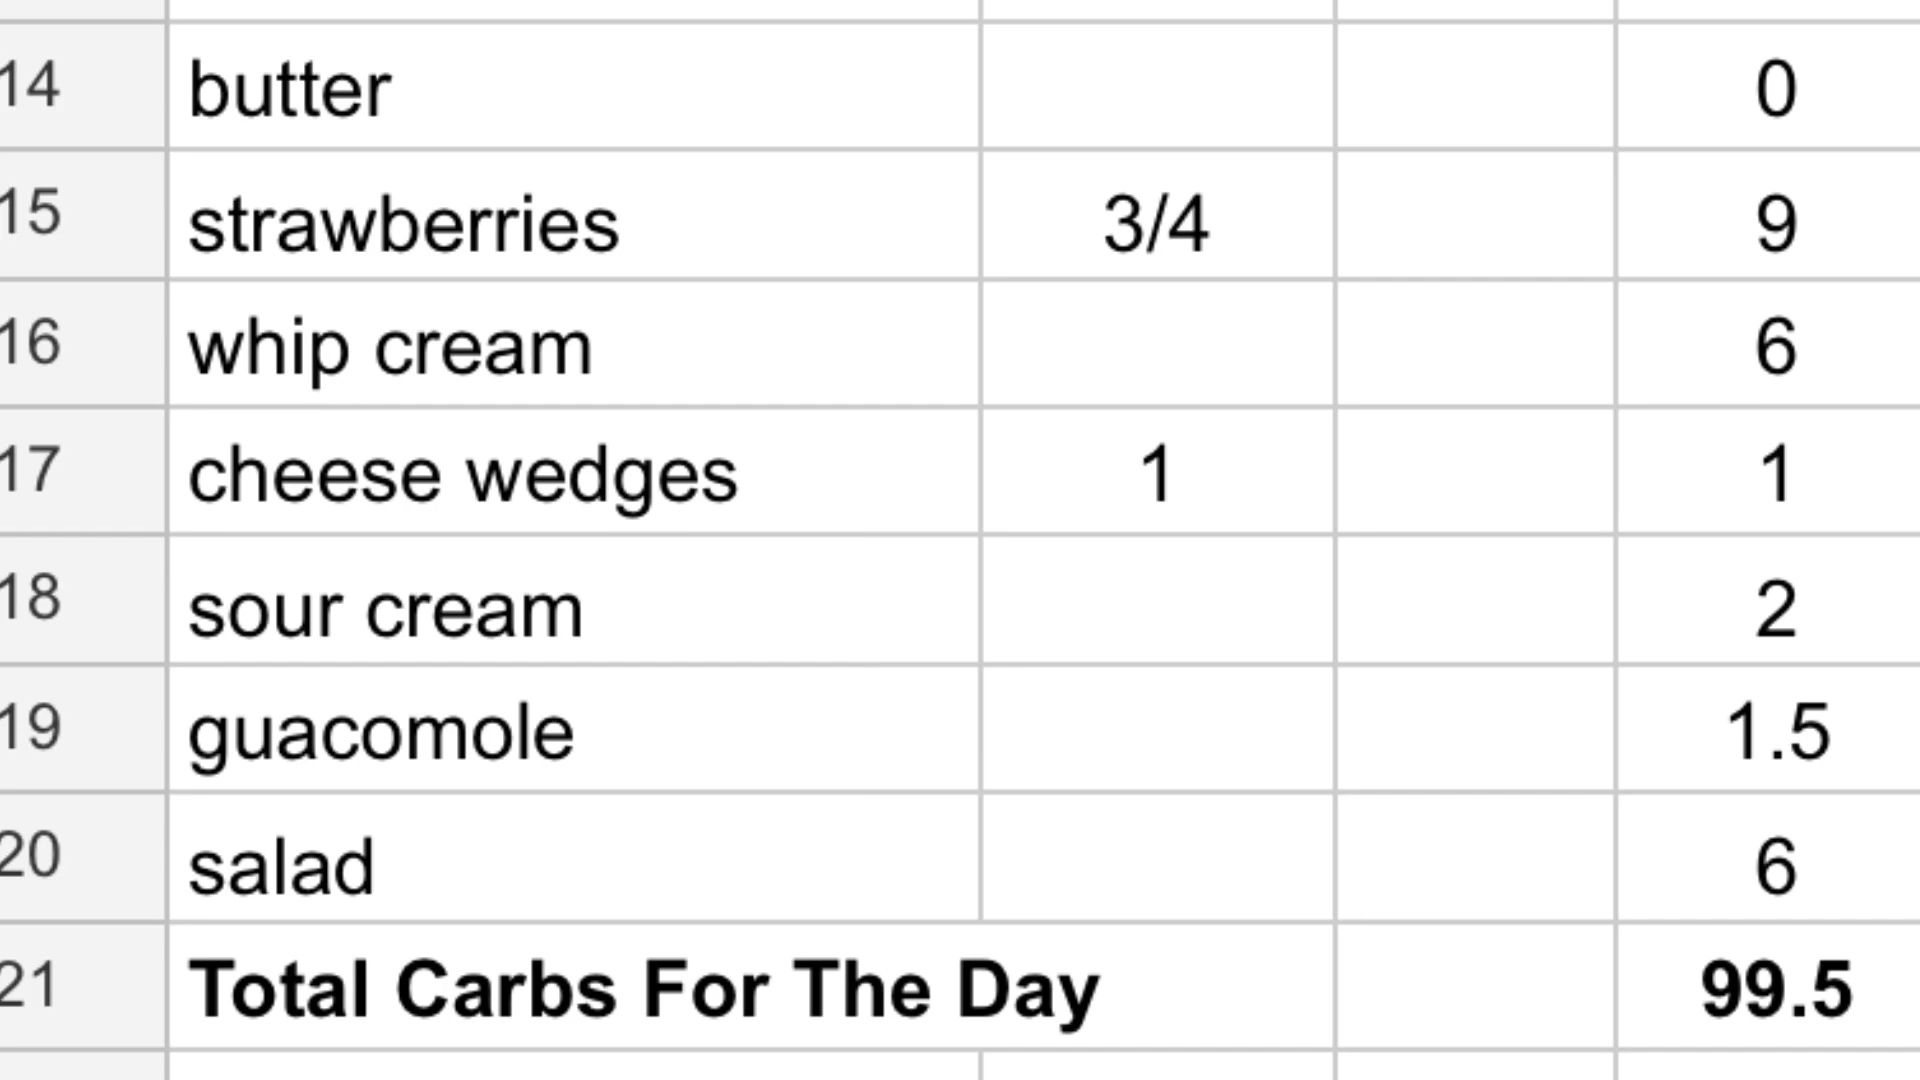 14 butter 0
15 strawberries 3/4 9
16 whip cream 6
17 cheese wedges 1 1
18 sour cream 2
19 guacomole 1.5
20 salad 6
21 Total Carbs For The Day 99.5